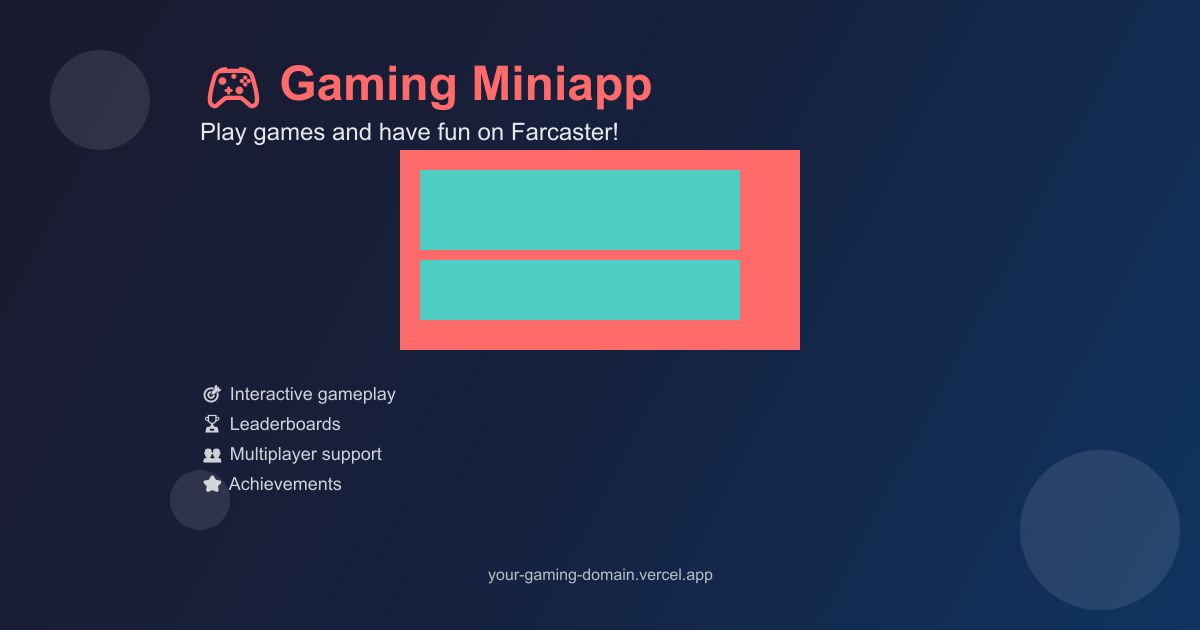 Gaming Miniapp
Play games and have fun on Farcaster!
Interactive gameplay
Leaderboards
Multiplayer support
Achievements
your-gaming-domain.vercel.app